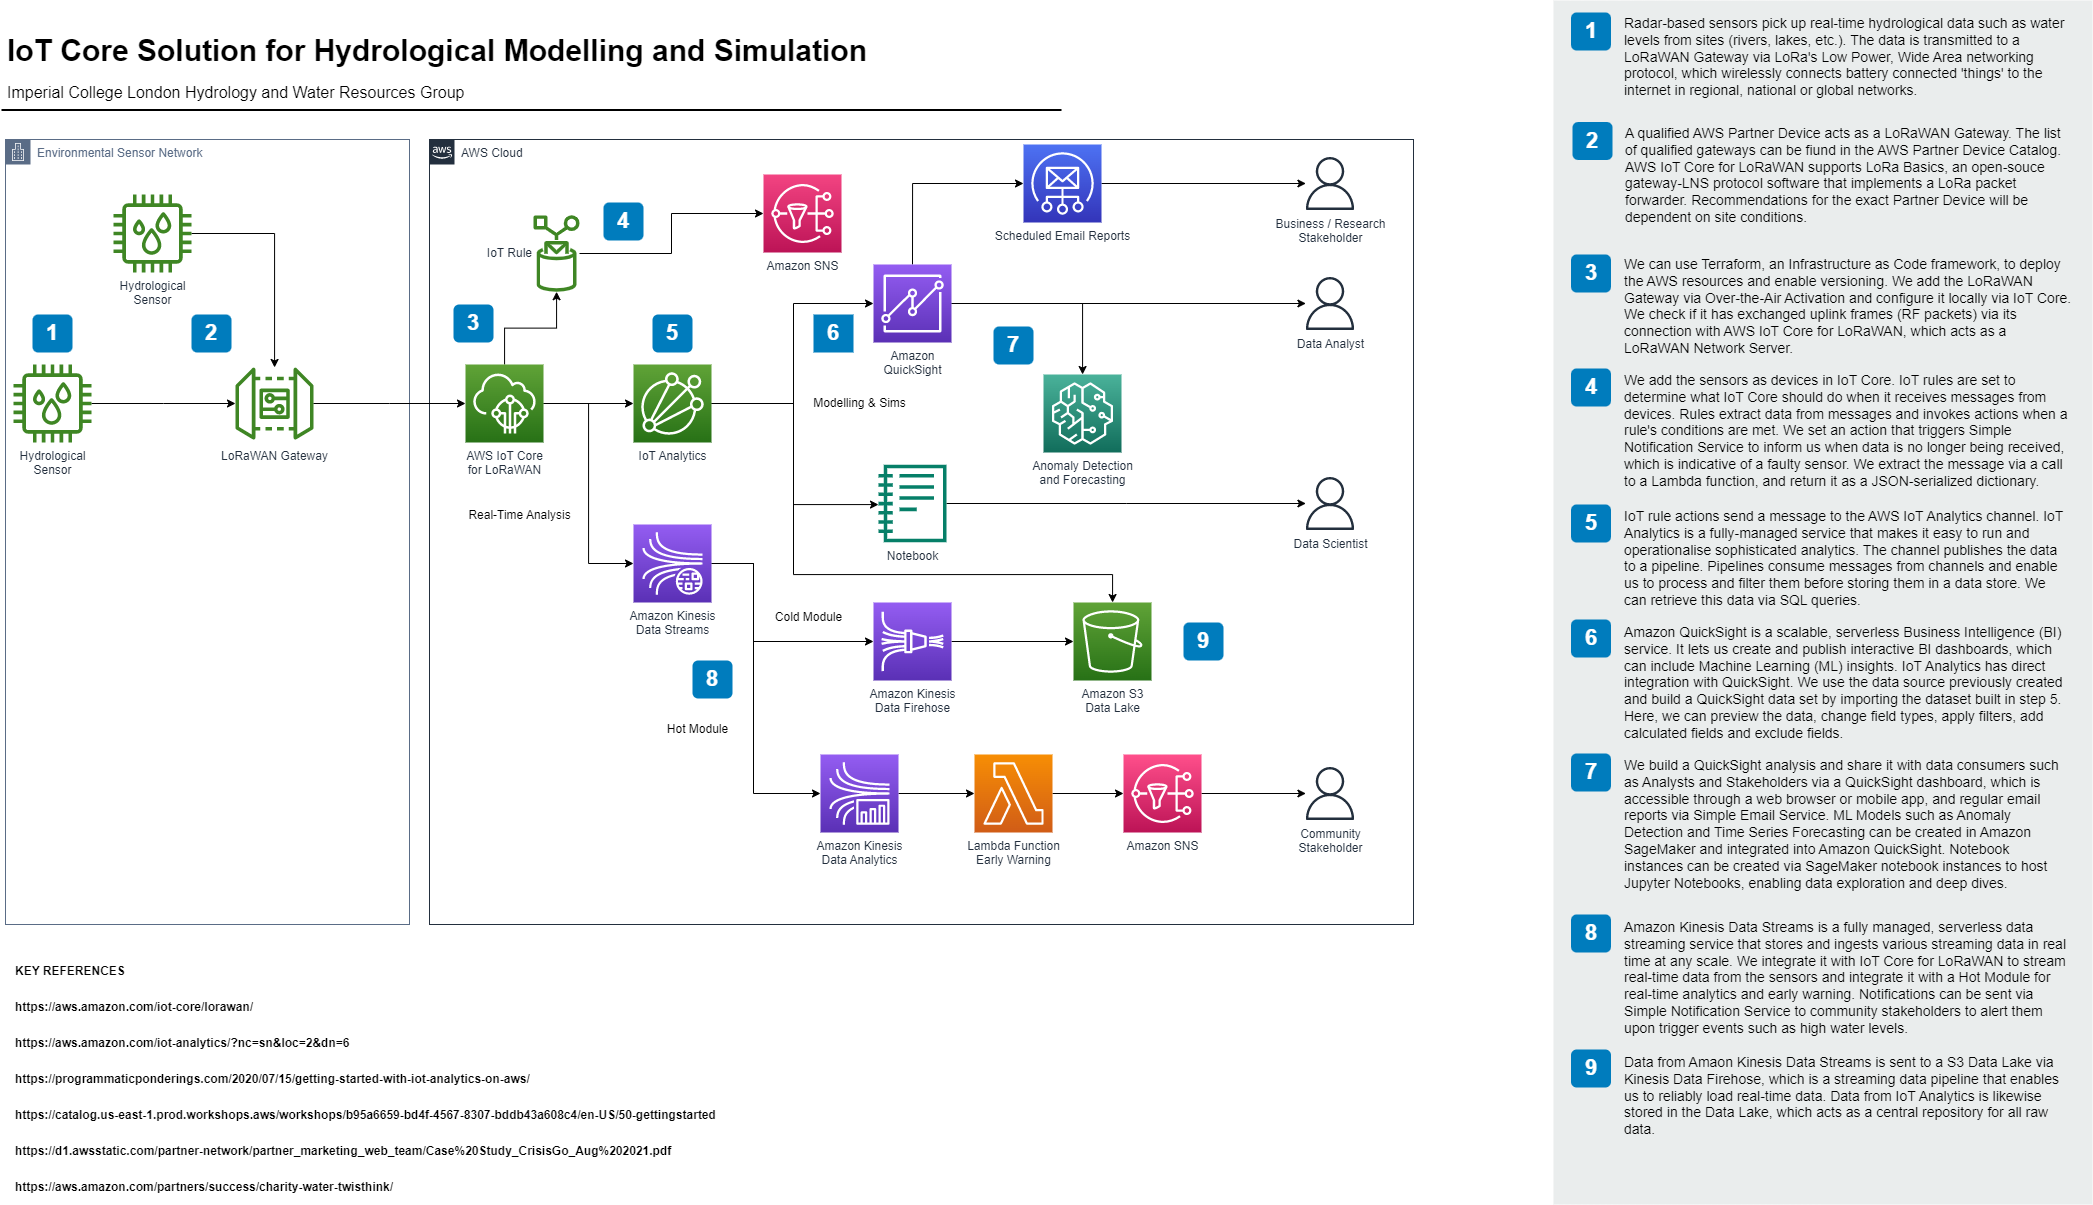 IoT Core Solution for Hydrological Modelling and Simulation
Imperial College London Hydrology and Water Resources Group
Environmental Sensor Network
Hydrological
Sensor
1
2
Hydrological
Sensor
LoRaWAN Gateway
aws
AWS Cloud
IoT Rule
4
Amazon SNS
Scheduled Email Reports
Business / Research
Stakeholder
3
5
6
Amazon
QuickSight
7
Data Analyst
AWS IoT Core
for LoRaWAN
IoT Analytics
Modelling & Sims
Anomaly Detection
and Forecasting
Real-Time Analysis
Notebook
Data Scientist
Amazon Kinesis
Data Streams
Cold Module
8
Hot Module
Amazon Kinesis
Data Firehose
Amazon S3
Data Lake
9
Amazon Kinesis
Data Analytics
Lambda Function
Early Warning
Amazon SNS
Community
Stakeholder
KEY REFERENCES
https://aws.amazon.com/iot-core/lorawan/
https://aws.amazon.com/iot-analytics/?nc=sn&loc=2&dn=6
https://programmaticponderings.com/2020/07/15/getting-started-with-iot-analytics-on-aws/
https://catalog.us-east-1.prod.workshops.aws/workshops/b95a6659-bd4f-4567-8307-bddb43a608c4/en-US/50-gettingstarted
https://d1.awsstatic.com/partner-network/partner_marketing_web_team/Case%20Study_CrisisGo_Aug%202021.pdf
https://aws.amazon.com/partners/success/charity-water-twisthink/
1
Radar-based sensors pick up real-time hydrological data such as water
levels from sites (rivers, lakes, etc.). The data is transmitted to a
LoRaWAN Gateway via LoRa's Low Power, Wide Area networking
protocol, which wirelessly connects battery connected 'things' to the
internet in regional, national or global networks.
2
A qualified AWS Partner Device acts as a LoRaWAN Gateway. The list
of qualified gateways can be fiund in the AWS Partner Device Catalog.
AWS IoT Core for LoRaWAN supports LoRa Basics, an open-souce
gateway-LNS protocol software that implements a LoRa packet
forwarder. Recommendations for the exact Partner Device will be
dependent on site conditions.
3
We can use Terraform, an Infrastructure as Code framework, to deploy
the AWS resources and enable versioning. We add the LoRaWAN
Gateway via Over-the-Air Activation and configure it locally via IoT Core.
We check if it has exchanged uplink frames (RF packets) via its
connection with AWS IoT Core for LoRaWAN, which acts as a
LoRaWAN Network Server.
4
We add the sensors as devices in IoT Core. IoT rules are set to
determine what IoT Core should do when it receives messages from
devices. Rules extract data from messages and invokes actions when a
rule's conditions are met. We set an action that triggers Simple
Notification Service to inform us when data is no longer being received,
which is indicative of a faulty sensor. We extract the message via a call
to a Lambda function, and return it as a JSON-serialized dictionary.
5
IoT rule actions send a message to the AWS IoT Analytics channel. IoT
Analytics is a fully-managed service that makes it easy to run and
operationalise sophisticated analytics. The channel publishes the data
to a pipeline. Pipelines consume messages from channels and enable
us to process and filter them before storing them in a data store. We
can retrieve this data via SQL queries.
6
Amazon QuickSight is a scalable, serverless Business Intelligence (BI)
service. It lets us create and publish interactive BI dashboards, which
can include Machine Learning (ML) insights. IoT Analytics has direct
integration with QuickSight. We use the data source previously created
and build a QuickSight data set by importing the dataset built in step 5.
Here, we can preview the data, change field types, apply filters, add
calculated fields and exclude fields.
7
We build a QuickSight analysis and share it with data consumers such
as Analysts and Stakeholders via a QuickSight dashboard, which is
accessible through a web browser or mobile app, and regular email
reports via Simple Email Service. ML Models such as Anomaly
Detection and Time Series Forecasting can be created in Amazon
SageMaker and integrated into Amazon QuickSight. Notebook
instances can be created via SageMaker notebook instances to host
Jupyter Notebooks, enabling data exploration and deep dives.
8
Amazon Kinesis Data Streams is a fully managed, serverless data
streaming service that stores and ingests various streaming data in real
time at any scale. We integrate it with IoT Core for LoRaWAN to stream
real-time data from the sensors and integrate it with a Hot Module for
real-time analytics and early warning. Notifications can be sent via
Simple Notification Service to community stakeholders to alert them
upon trigger events such as high water levels.
9
Data from Amaon Kinesis Data Streams is sent to a S3 Data Lake via
Kinesis Data Firehose, which is a streaming data pipeline that enables
us to reliably load real-time data. Data from IoT Analytics is likewise
stored in the Data Lake, which acts as a central repository for all raw
data.